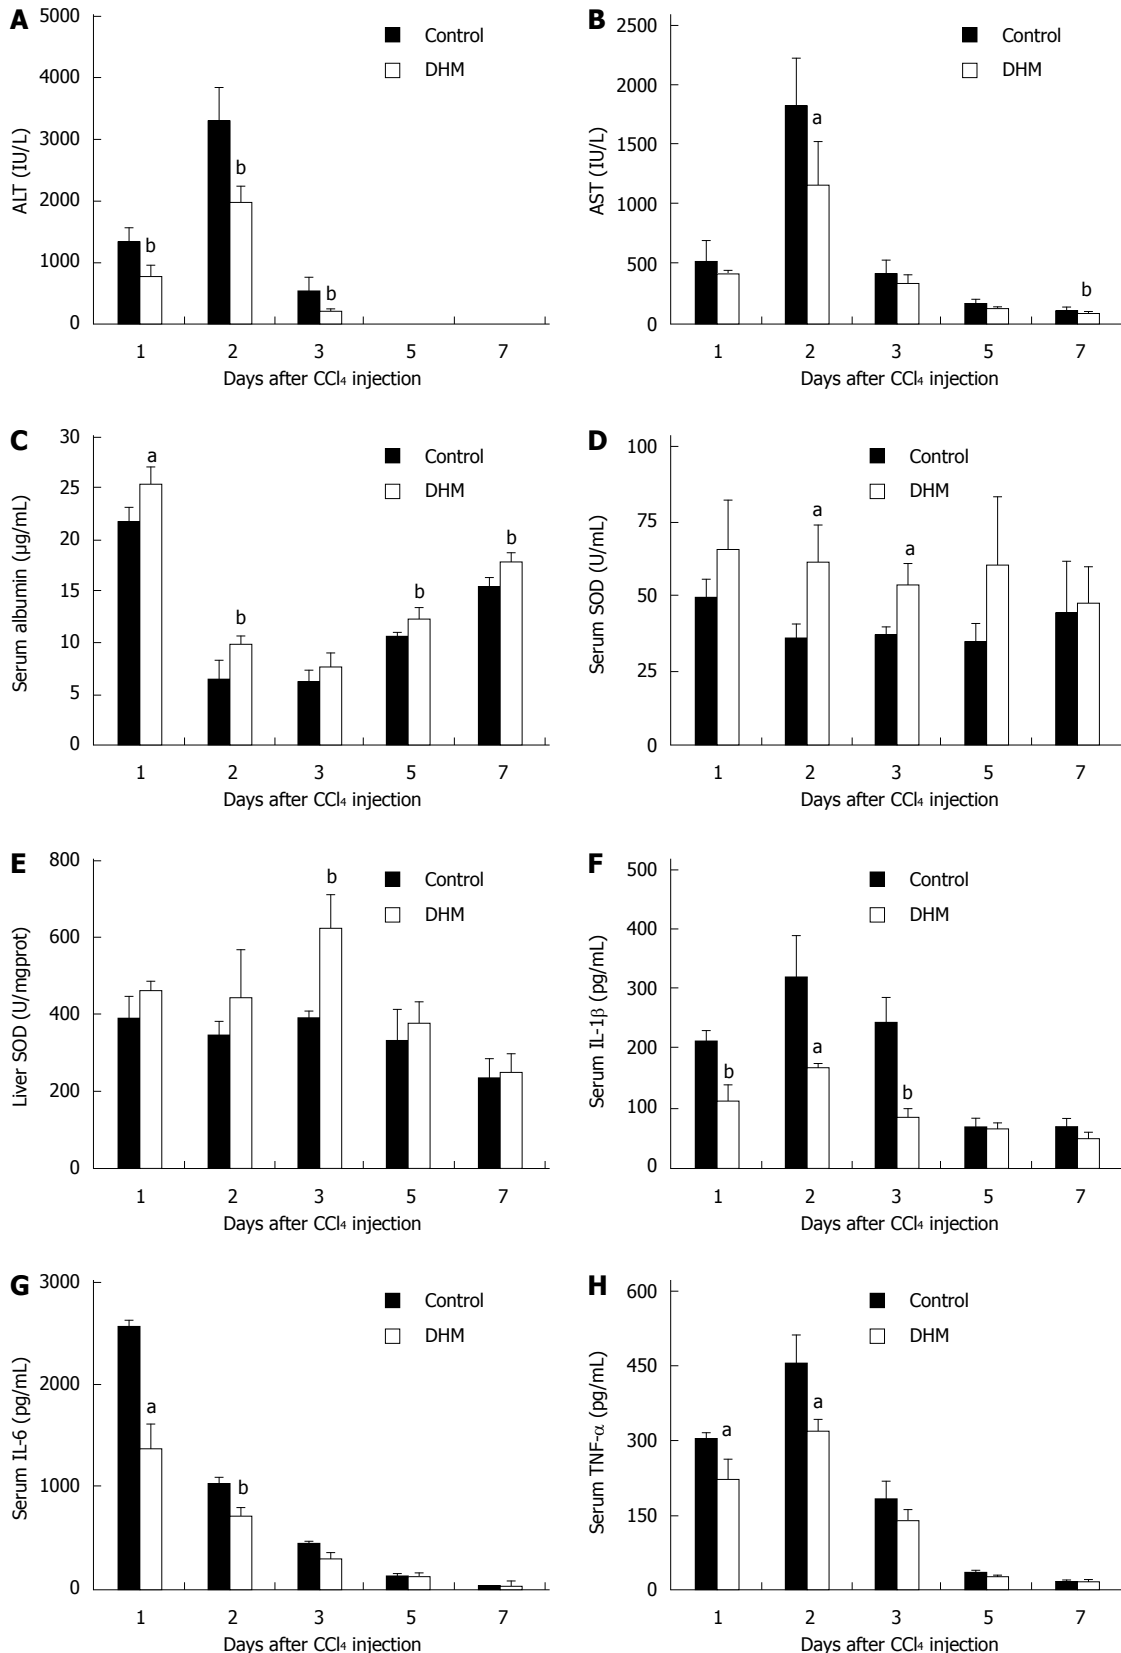 A
5000
4000
3000
2000
1000
0
ALT (IU/L)
Control
DHM
b
b
b
1 2 3 5 7
Days after CCl₄ injection
B
2500
2000
1500
1000
500
0
AST (IU/L)
Control
DHM
a
b
1 2 3 5 7
Days after CCl₄ injection
C
30
25
20
15
10
5
0
Serum albumin (μg/mL)
Control
DHM
a
b
b
b
1 2 3 5 7
Days after CCl₄ injection
D
100
75
50
25
0
Serum SOD (U/mL)
Control
DHM
a
a
1 2 3 5 7
Days after CCl₄ injection
E
800
600
400
200
0
Liver SOD (U/mgprot)
Control
DHM
b
1 2 3 5 7
Days after CCl₄ injection
F
500
400
300
200
100
0
Serum IL-1β (pg/mL)
Control
DHM
b
a
b
1 2 3 5 7
Days after CCl₄ injection
G
3000
2000
1000
0
Serum IL-6 (pg/mL)
Control
DHM
a
b
1 2 3 5 7
Days after CCl₄ injection
H
600
450
300
150
0
Serum TNF-α (pg/mL)
Control
DHM
a
a
1 2 3 5 7
Days after CCl₄ injection